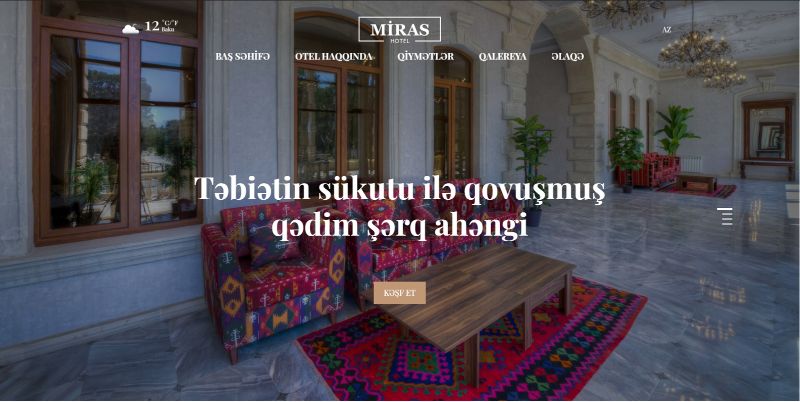 12 °C/°F
Baku
MİRAS
HOTEL
AZ
BAŞ SƏHİFƏ OTEL HAQQINDA QİYMƏTLƏR QALEREYA ƏLAQƏ
Təbiətin sükutu ilə qovuşmuş
qədim şərq ahəngi
KƏŞF ET